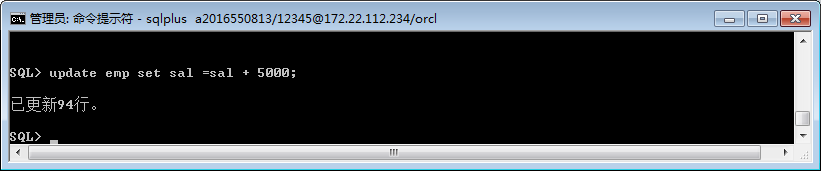 管理员: 命令提示符 - sqlplus  a2016550813/12345@172.22.112.234/orcl
SQL> update emp set sal =sal + 5000;
已更新94行。
SQL>